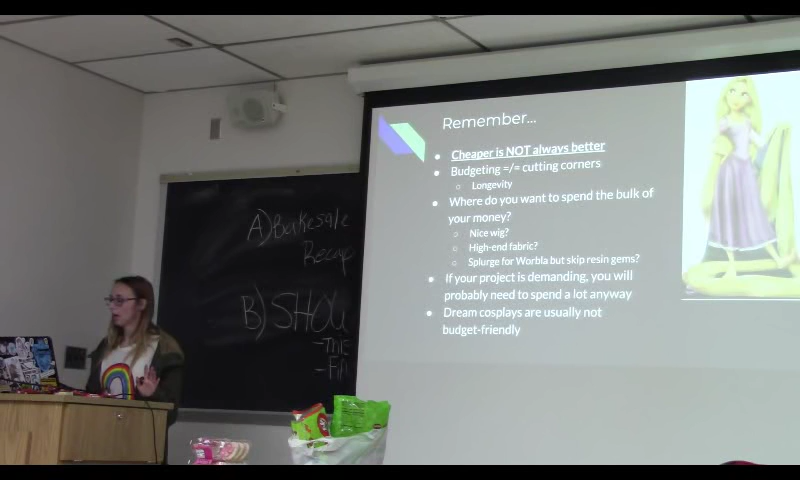 Remember...
Cheaper is NOT always better
Budgeting =/= cutting corners
Longevity
Where do you want to spend the bulk of
your money?
Nice wig?
High-end fabric?
Splurge for Worbla but skip resin gems?
If your project is demanding, you will
probably need to spend a lot anyway
Dream cosplays are usually not
budget-friendly
A) Bakesale
Recap
B)